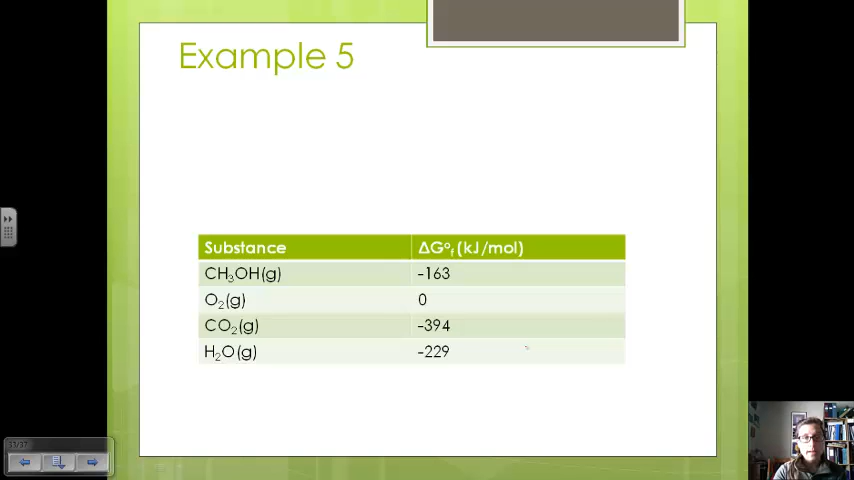 Example 5
Substance ΔG°f (kJ/mol)
CH₃OH(g) -163
O₂(g) 0
CO₂(g) -394
H₂O(g) -229